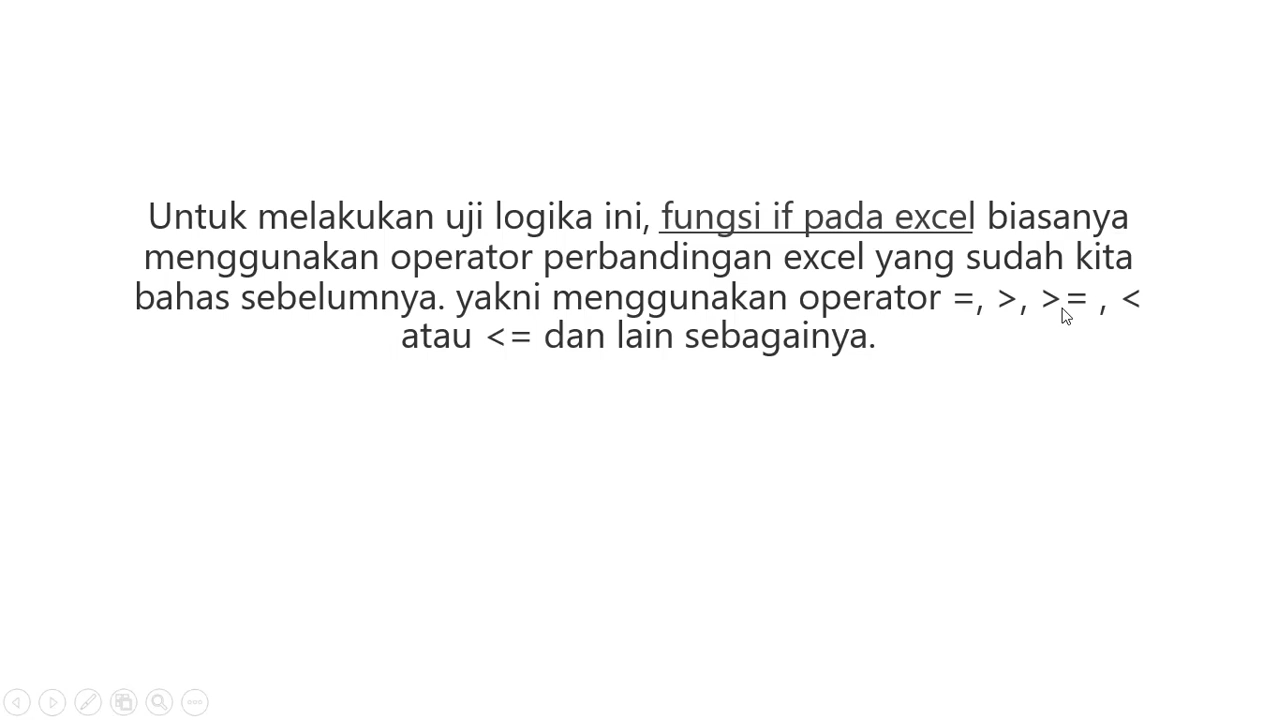 Untuk melakukan uji logika ini, fungsi if pada excel biasanya
menggunakan operator perbandingan excel yang sudah kita
bahas sebelumnya. yakni menggunakan operator =, >, >= , <
atau <= dan lain sebagainya.